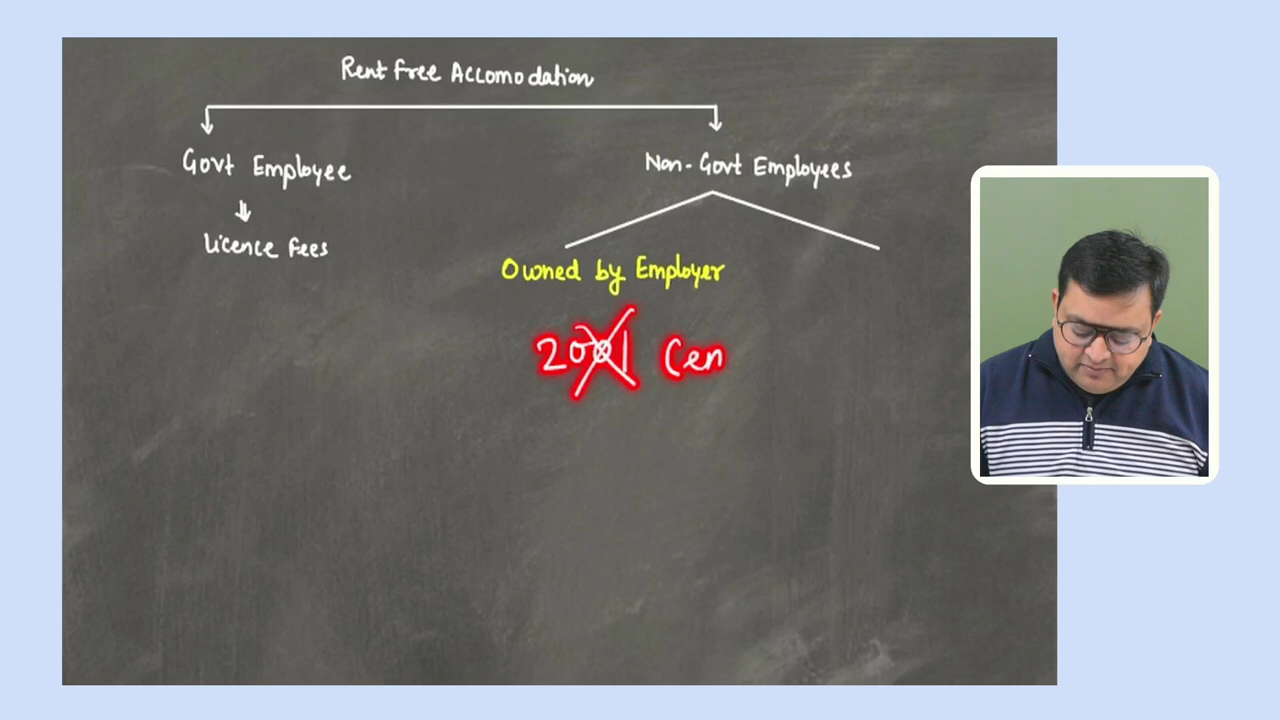 Rent free Accomodation
Govt Employee
Non-Govt Employees
Licence fees
Owned by Employer
2001 Cen